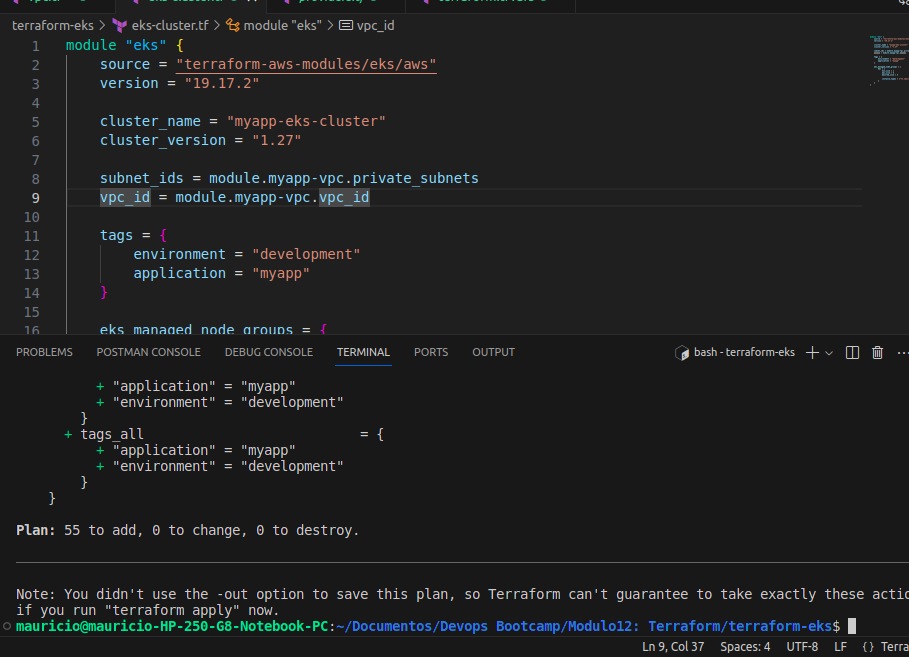 terraform-eks > eks-cluster.tf > module "eks" > vpc_id
1 module "eks" {
2 source = "terraform-aws-modules/eks/aws"
3 version = "19.17.2"
4
5 cluster_name = "myapp-eks-cluster"
6 cluster_version = "1.27"
7
8 subnet_ids = module.myapp-vpc.private_subnets
9 vpc_id = module.myapp-vpc.vpc_id
10
11 tags = {
12 environment = "development"
13 application = "myapp"
14 }
15
16 eks_managed_node_groups = {
PROBLEMS POSTMAN CONSOLE DEBUG CONSOLE TERMINAL PORTS OUTPUT bash - terraform-eks
+ "application" = "myapp"
+ "environment" = "development"
}
+ tags_all = {
+ "application" = "myapp"
+ "environment" = "development"
}
}
Plan: 55 to add, 0 to change, 0 to destroy.
Note: You didn't use the -out option to save this plan, so Terraform can't guarantee to take exactly these actio
if you run "terraform apply" now.
mauricio@mauricio-HP-250-G8-Notebook-PC:~/Documentos/Devops Bootcamp/Modulo12: Terraform/terraform-eks$
Ln 9, Col 37 Spaces: 4 UTF-8 LF {} Terra